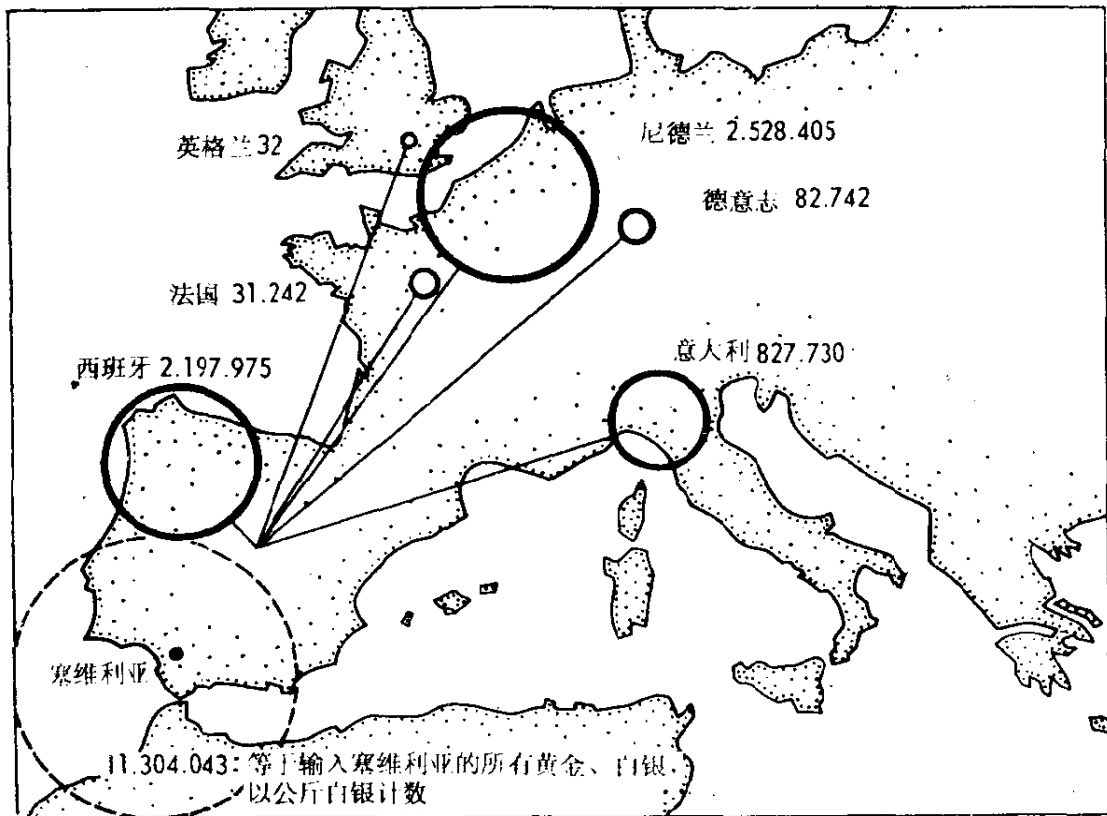 英格兰 32
尼德兰 2.528.405
德意志 82.742
法国 31.242
西班牙 2.197.975
意大利 827.730
塞维利亚
11.304.043: 等于输入塞维利亚的所有黄金、白银,
以公斤白银计数